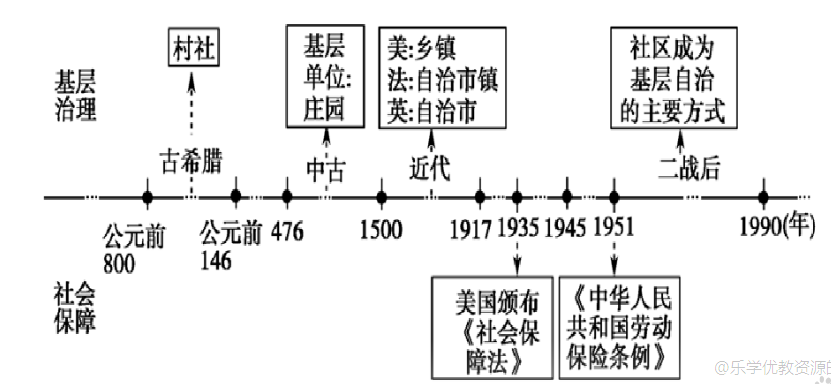 村社
基层
单位:
庄园
美:乡镇
法:自治市镇
英:自治市
社区成为
基层自治
的主要方式
基层
治理
古希腊
中古
近代
二战后
公元前
800
公元前
146
476
1500
1917
1935
1945
1951
1990(年)
社会
保障
美国颁布
《社会保
障法》
《中华人民
共和国劳动
保险条例》
@乐学优教资源的